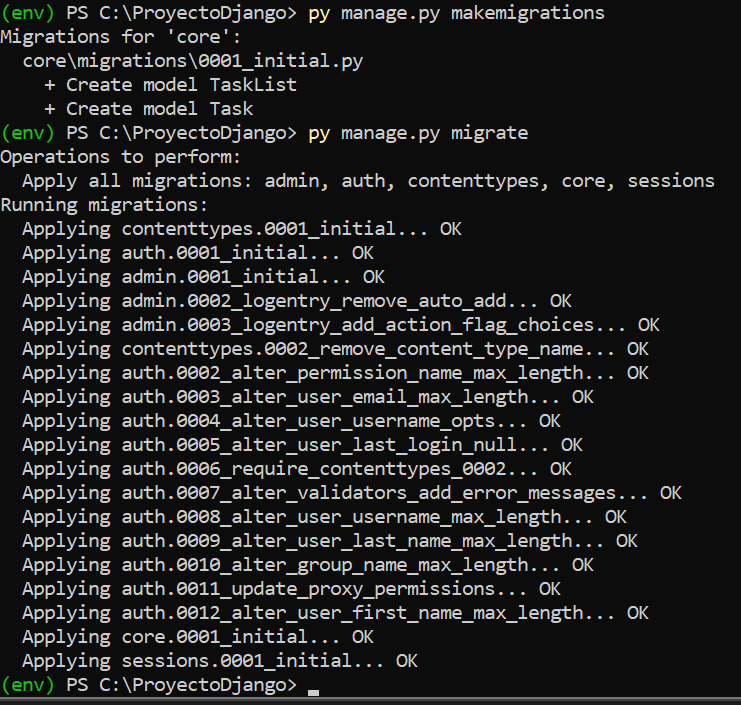 (env) PS C:\ProyectoDjango> py manage.py makemigrations
Migrations for 'core':
  core\migrations\0001_initial.py
    + Create model TaskList
    + Create model Task
(env) PS C:\ProyectoDjango> py manage.py migrate
Operations to perform:
  Apply all migrations: admin, auth, contenttypes, core, sessions
Running migrations:
  Applying contenttypes.0001_initial... OK
  Applying auth.0001_initial... OK
  Applying admin.0001_initial... OK
  Applying admin.0002_logentry_remove_auto_add... OK
  Applying admin.0003_logentry_add_action_flag_choices... OK
  Applying contenttypes.0002_remove_content_type_name... OK
  Applying auth.0002_alter_permission_name_max_length... OK
  Applying auth.0003_alter_user_email_max_length... OK
  Applying auth.0004_alter_user_username_opts... OK
  Applying auth.0005_alter_user_last_login_null... OK
  Applying auth.0006_require_contenttypes_0002... OK
  Applying auth.0007_alter_validators_add_error_messages... OK
  Applying auth.0008_alter_user_username_max_length... OK
  Applying auth.0009_alter_user_last_name_max_length... OK
  Applying auth.0010_alter_group_name_max_length... OK
  Applying auth.0011_update_proxy_permissions... OK
  Applying auth.0012_alter_user_first_name_max_length... OK
  Applying core.0001_initial... OK
  Applying sessions.0001_initial... OK
(env) PS C:\ProyectoDjango>